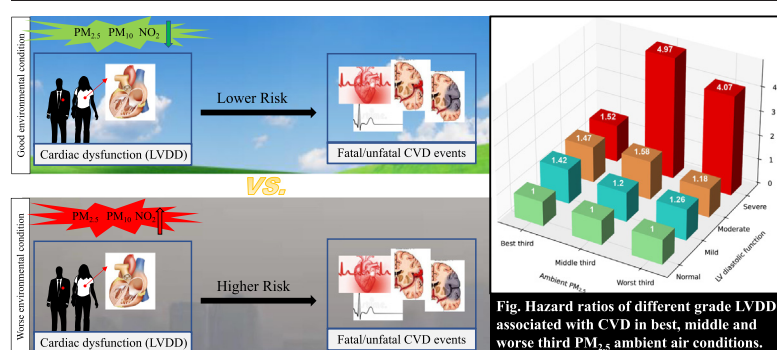 Good environmental condition
PM2.5 PM10 NO2
Cardiac dysfunction (LVDD)
Lower Risk
Fatal/unfatal CVD events
VS.
Worse environmental condition
PM2.5 PM10 NO2
Cardiac dysfunction (LVDD)
Higher Risk
Fatal/unfatal CVD events
4.97
4.07
1.52
1.47
1.58
1.18
1.42
1.2
1.26
1
1
1
4
3
2
1
0
Severe
Moderate
Mild
Normal
LV diastolic function
Best third
Middle third
Worst third
Ambient PM2.5
Fig. Hazard ratios of different grade LVDD
associated with CVD in best, middle and
worse third PM2.5 ambient air conditions.